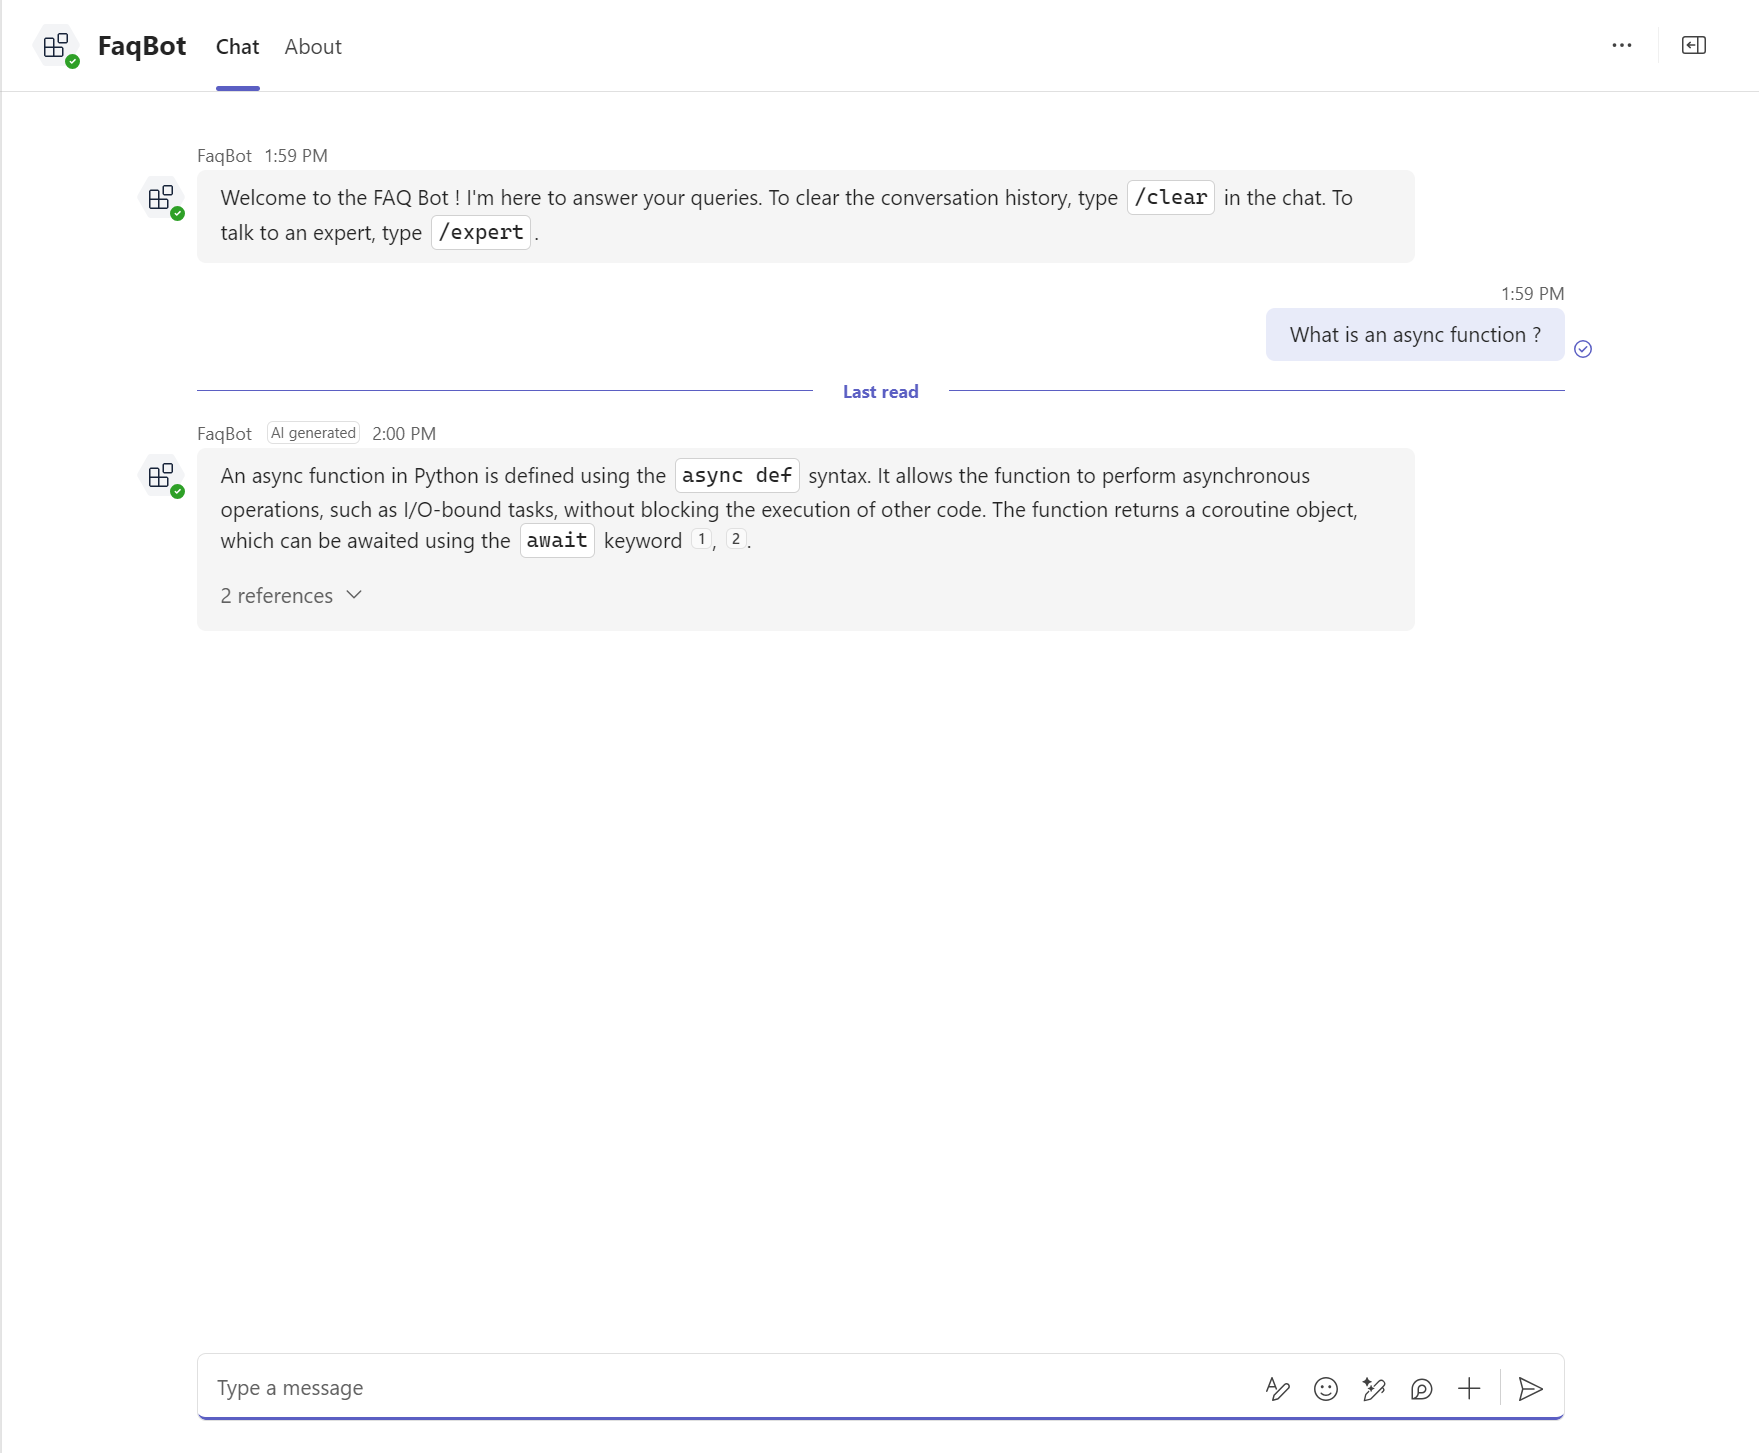 FaqBot Chat About
FaqBot 1:59 PM
Welcome to the FAQ Bot ! I'm here to answer your queries. To clear the conversation history, type /clear in the chat. To
talk to an expert, type /expert .
1:59 PM
What is an async function ?
Last read
FaqBot AI generated 2:00 PM
An async function in Python is defined using the async def syntax. It allows the function to perform asynchronous
operations, such as I/O-bound tasks, without blocking the execution of other code. The function returns a coroutine object,
which can be awaited using the await keyword 1, 2.
2 references
Type a message